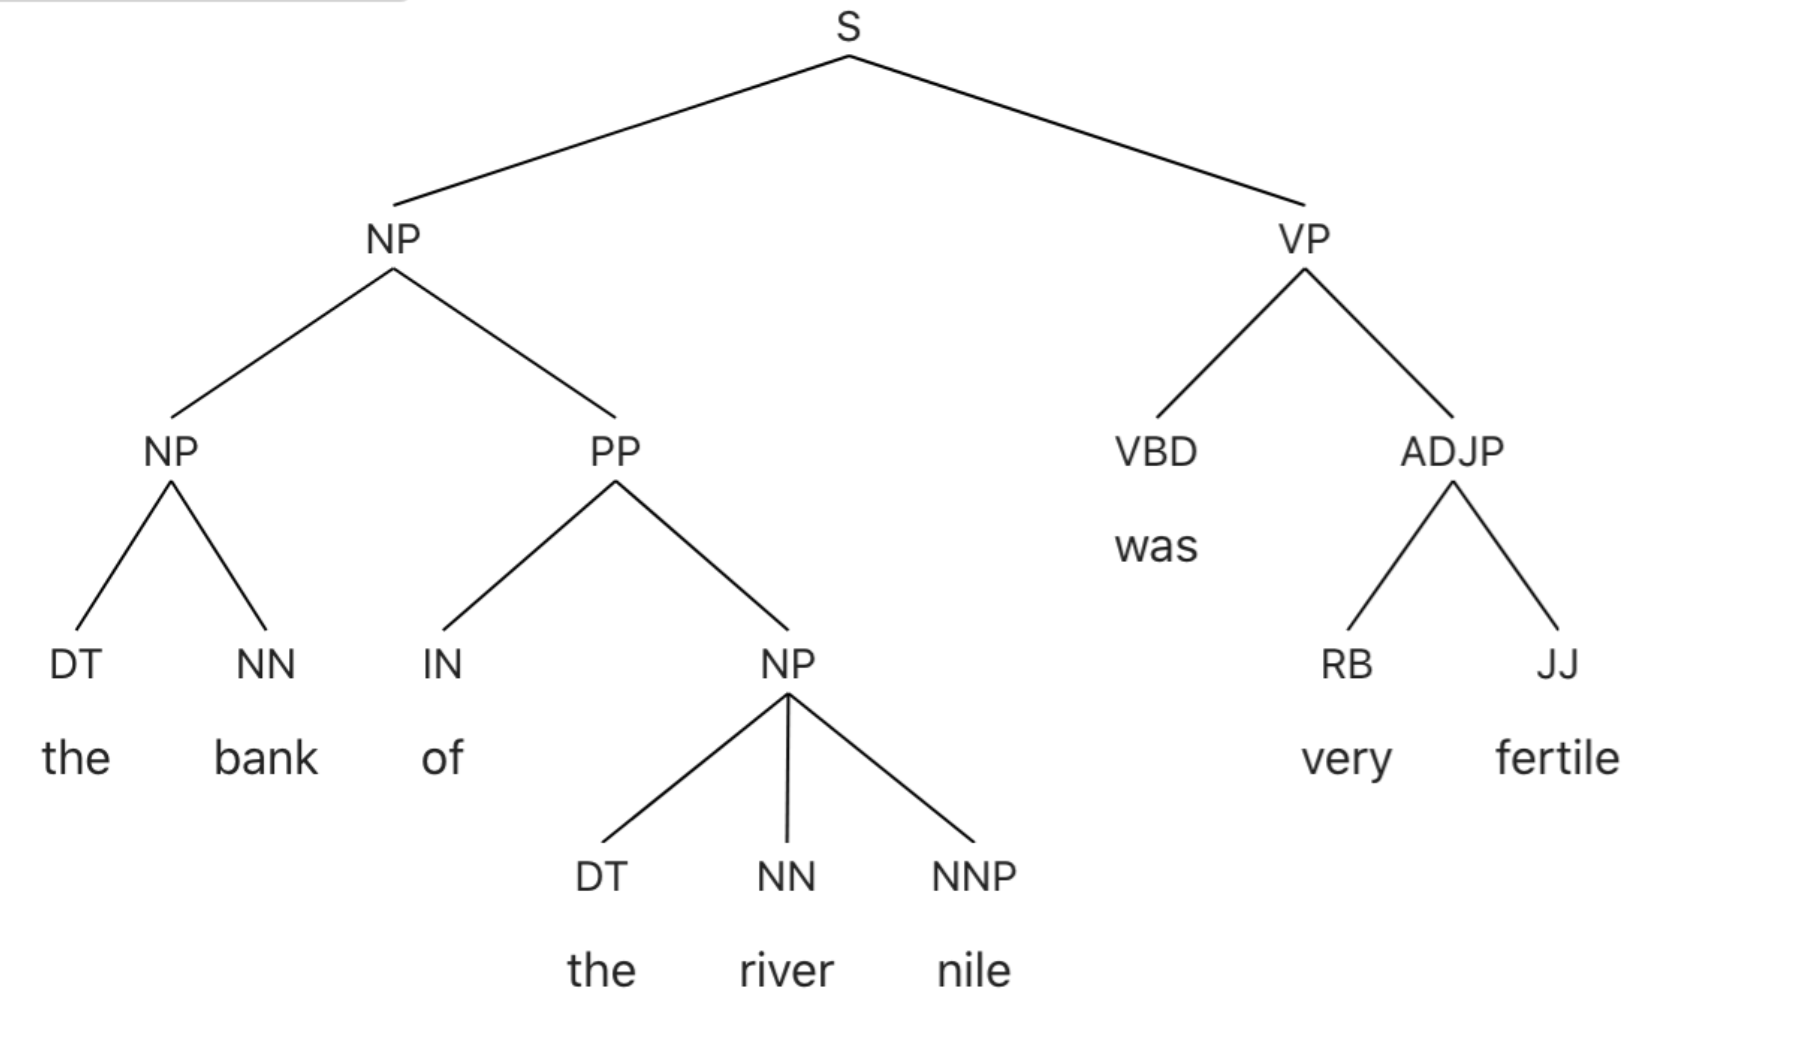 S
NP VP
NP PP VBD ADJP
was
DT NN IN NP RB JJ
the bank of very fertile
DT NN NNP
the river nile